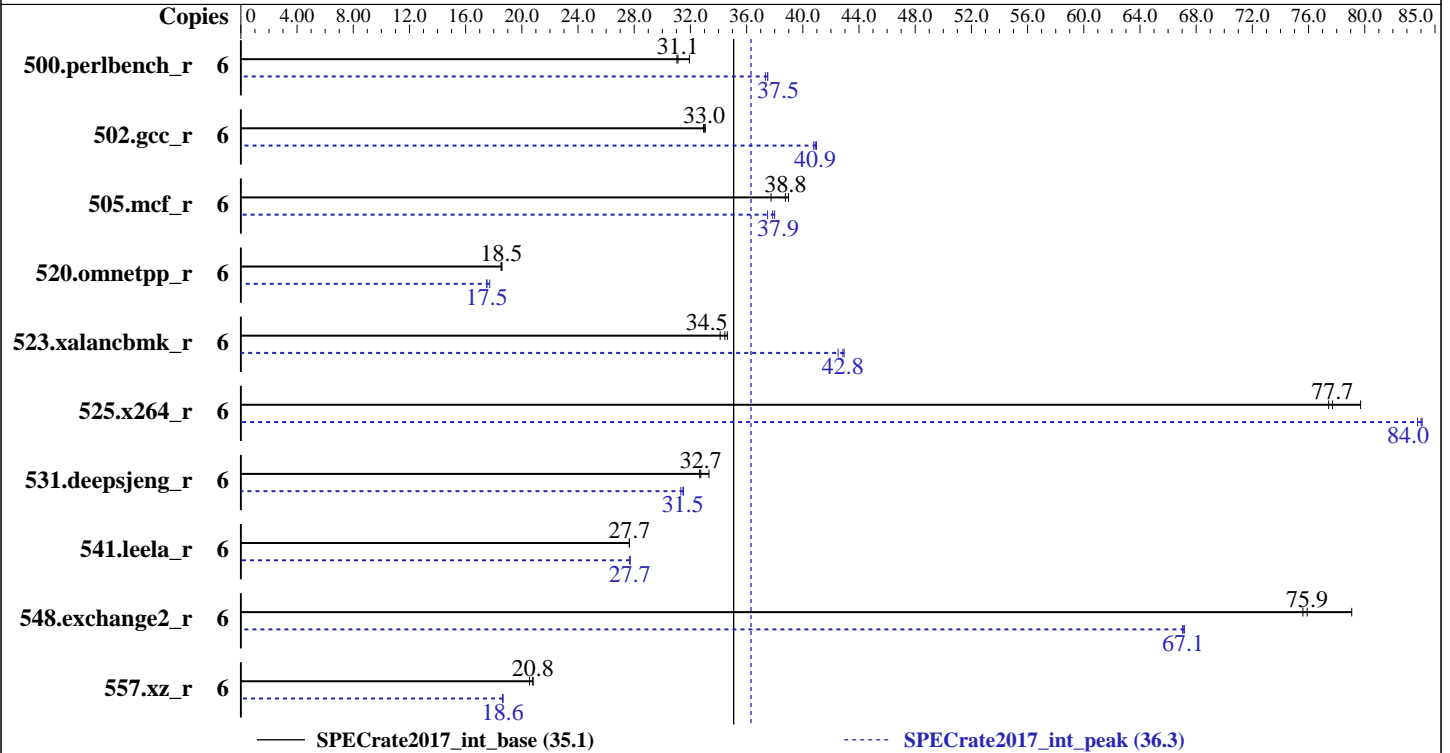 Copies 0 4.00 8.00 12.0 16.0 20.0 24.0 28.0 32.0 36.0 40.0 44.0 48.0 52.0 56.0 60.0 64.0 68.0 72.0 76.0 80.0 85.0
31.1
500.perlbench_r 6
37.5
33.0
502.gcc_r 6
40.9
38.8
505.mcf_r 6
37.9
18.5
520.omnetpp_r 6
17.5
34.5
523.xalancbmk_r 6
42.8
77.7
525.x264_r 6
84.0
32.7
531.deepsjeng_r 6
31.5
27.7
541.leela_r 6
27.7
75.9
548.exchange2_r 6
67.1
20.8
557.xz_r 6
18.6
SPECrate2017_int_base (35.1) SPECrate2017_int_peak (36.3)